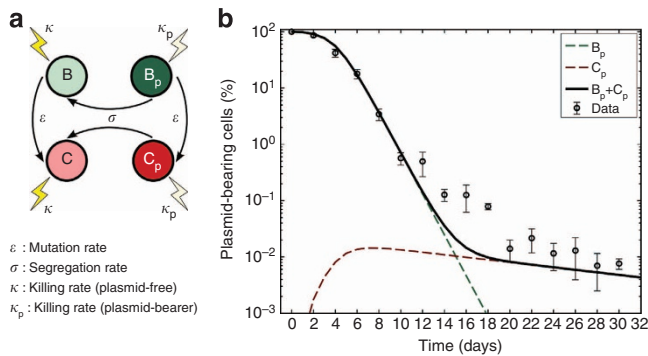 a
κ
κp
B
Bp
ε
σ
ε
C
Cp
κ
κp
ε : Mutation rate
σ : Segregation rate
κ : Killing rate (plasmid-free)
κp : Killing rate (plasmid-bearer)
b
Plasmid-bearing cells (%)
10²
10¹
10⁰
10⁻¹
10⁻²
10⁻³
0 2 4 6 8 10 12 14 16 18 20 22 24 26 28 30 32
Time (days)
Bp
Cp
Bp+Cp
Data